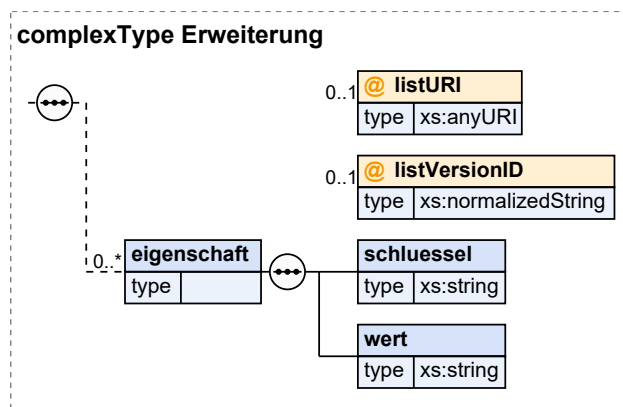 complexType Erweiterung
0..1
@ listURI
type xs:anyURI
0..1
@ listVersionID
type xs:normalizedString
0..*
eigenschaft
type
schluessel
type xs:string
wert
type xs:string